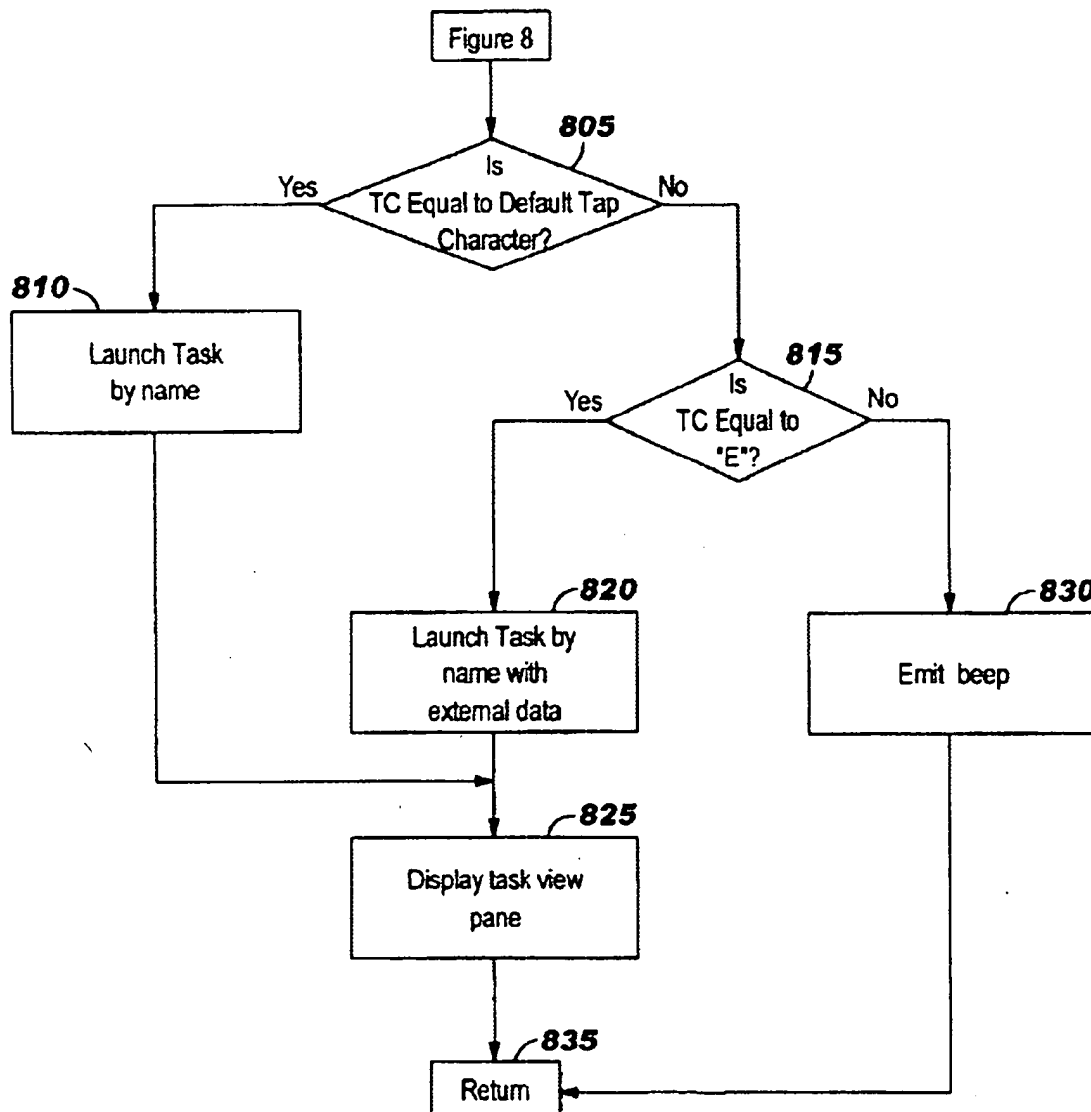 Figure 8
805
Is
TC Equal to Default Tap
Character?
Yes
No
810
Launch Task
by name
815
Is
TC Equal to
"E"?
Yes
No
820
Launch Task by
name with
external data
830
Emit beep
825
Display task view
pane
835
Return